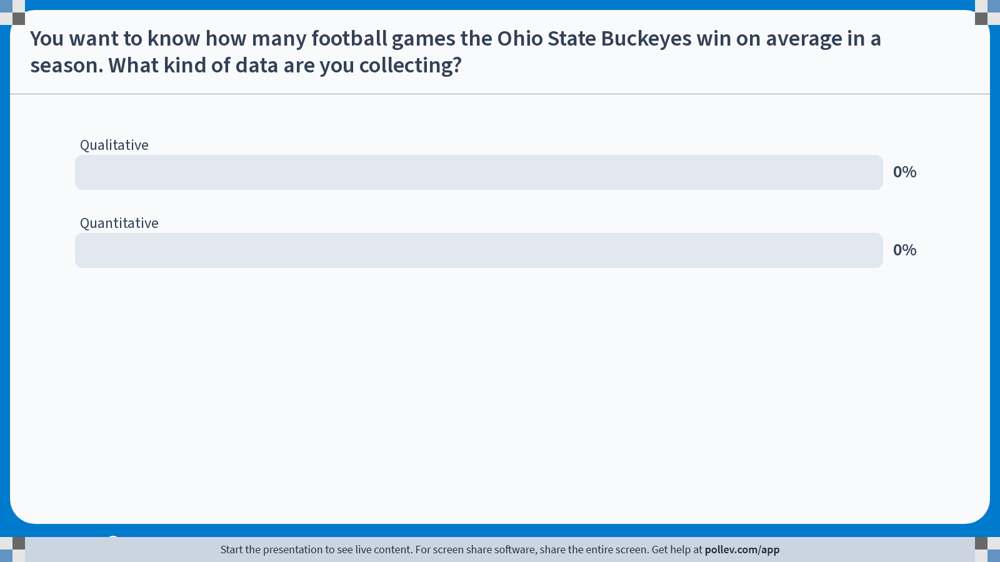 You want to know how many football games the Ohio State Buckeyes win on average in a
season. What kind of data are you collecting?
Qualitative
0%
Quantitative
0%
Start the presentation to see live content. For screen share software, share the entire screen. Get help at pollev.com/app